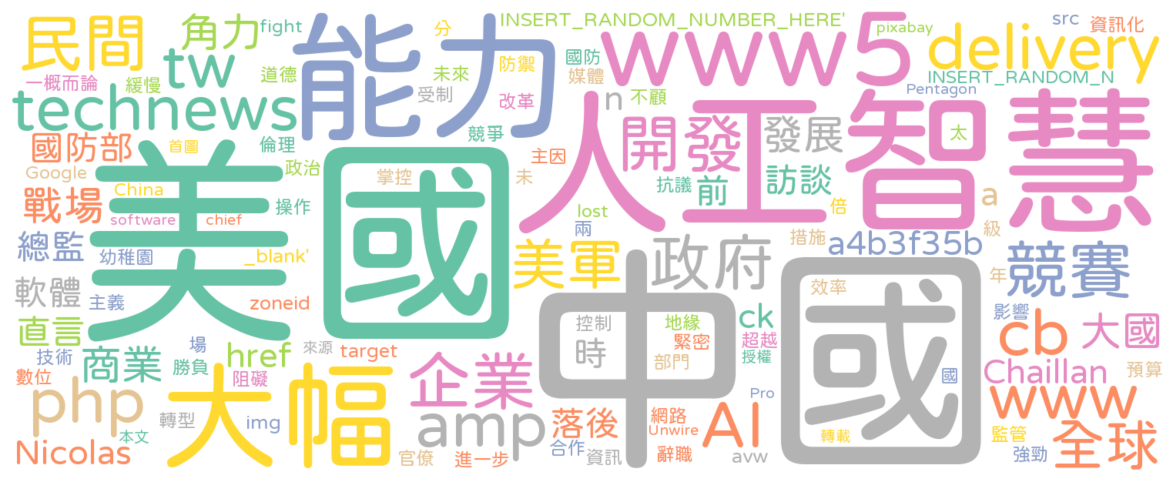 INSERT_RANDOM_NUMBER_HERE'
pixabay
src
資訊化
民間
角力
fight
能力
分
國防
www5
delivery
一概而論
緩慢
tw
道德
未來
防禦
媒體
INSERT_RANDOM_N
technews
受制
改革
n
不顧
Pentagon
人工智慧
國防部
首圖
倫理
競爭
開發
發展
太
Google
政治
掌控
主因
未
抗議
前
訪談
a
戰場
China
操作
software
chief
lost
倍
級
總監
幼稚園
_blank'
美國
兩
措施
a4b3f35b
美軍
政府
中國
競賽
軟體
主義
zoneid
效率
年
影響
直言
場
控制
地緣
ck
cb
大國
技術
商業
href
來源
target
時
緊密
超越
勝負
部門
授權
Chaillan
預算
數位
阻礙
企業
國
php
大幅
Pro
www
轉型
img
amp
落後
網路
AI
本文
Unwire
轉載
監管
全球
Nicolas
官僚
進一步
合作
資訊
辭職
avw
強勁